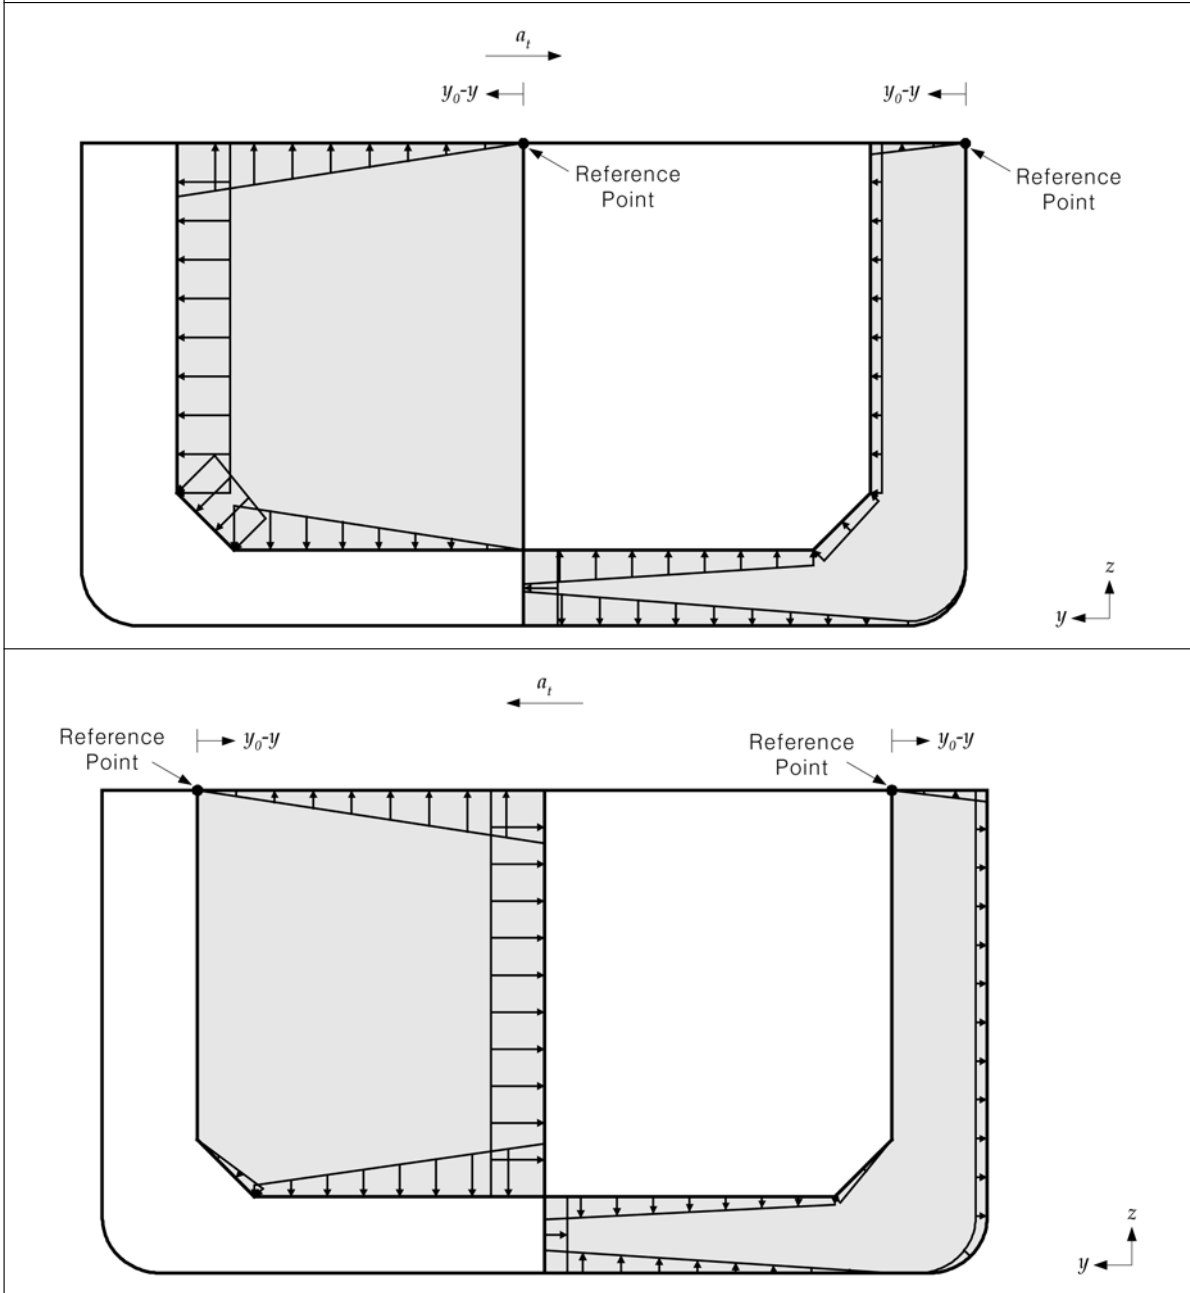 a_t
y_0-y
y_0-y
Reference
Point
Reference
Point
z
y
a_t
Reference
Point
y_0-y
Reference
Point
y_0-y
z
y